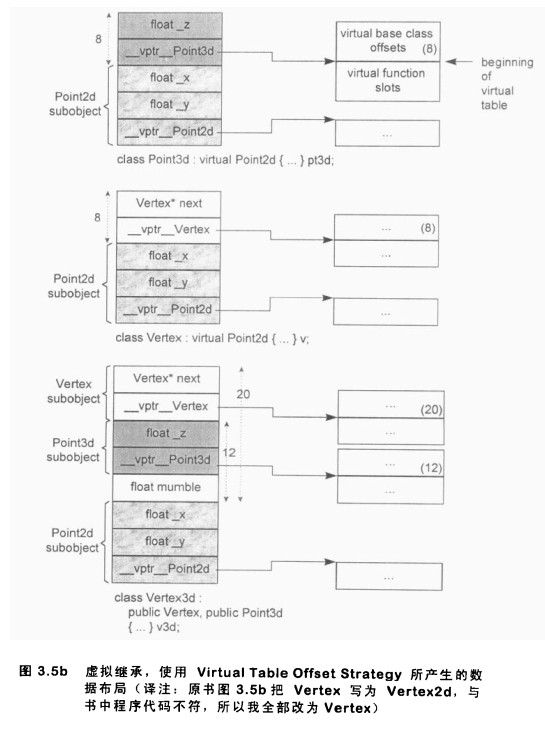 float _z
8
__vptr__Point3d
float _x
Point2d
subobject
float _y
__vptr__Point2d
virtual base class
offsets (8)
virtual function
slots
beginning
of
virtual
table
...
class Point3d : virtual Point2d { ... } pt3d;
Vertex* next
8
__vptr__Vertex
float _x
Point2d
subobject
float _y
__vptr__Point2d
... (8)
...
...
class Vertex : virtual Point2d { ... } v;
Vertex
subobject
Vertex* next
20
__vptr__Vertex
Point3d
subobject
float _z
12
__vptr__Point3d
float mumble
Point2d
subobject
float _x
float _y
__vptr__Point2d
... (20)
...
... (12)
...
...
class Vertex3d :
public Vertex, public Point3d
{ ... } v3d;
图 3.5b 虚拟继承，使用 Virtual Table Offset Strategy 所产生的数
据布局（译注：原书图 3.5b 把 Vertex 写为 Vertex2d，与
书中程序代码不符，所以我全部改为 Vertex）